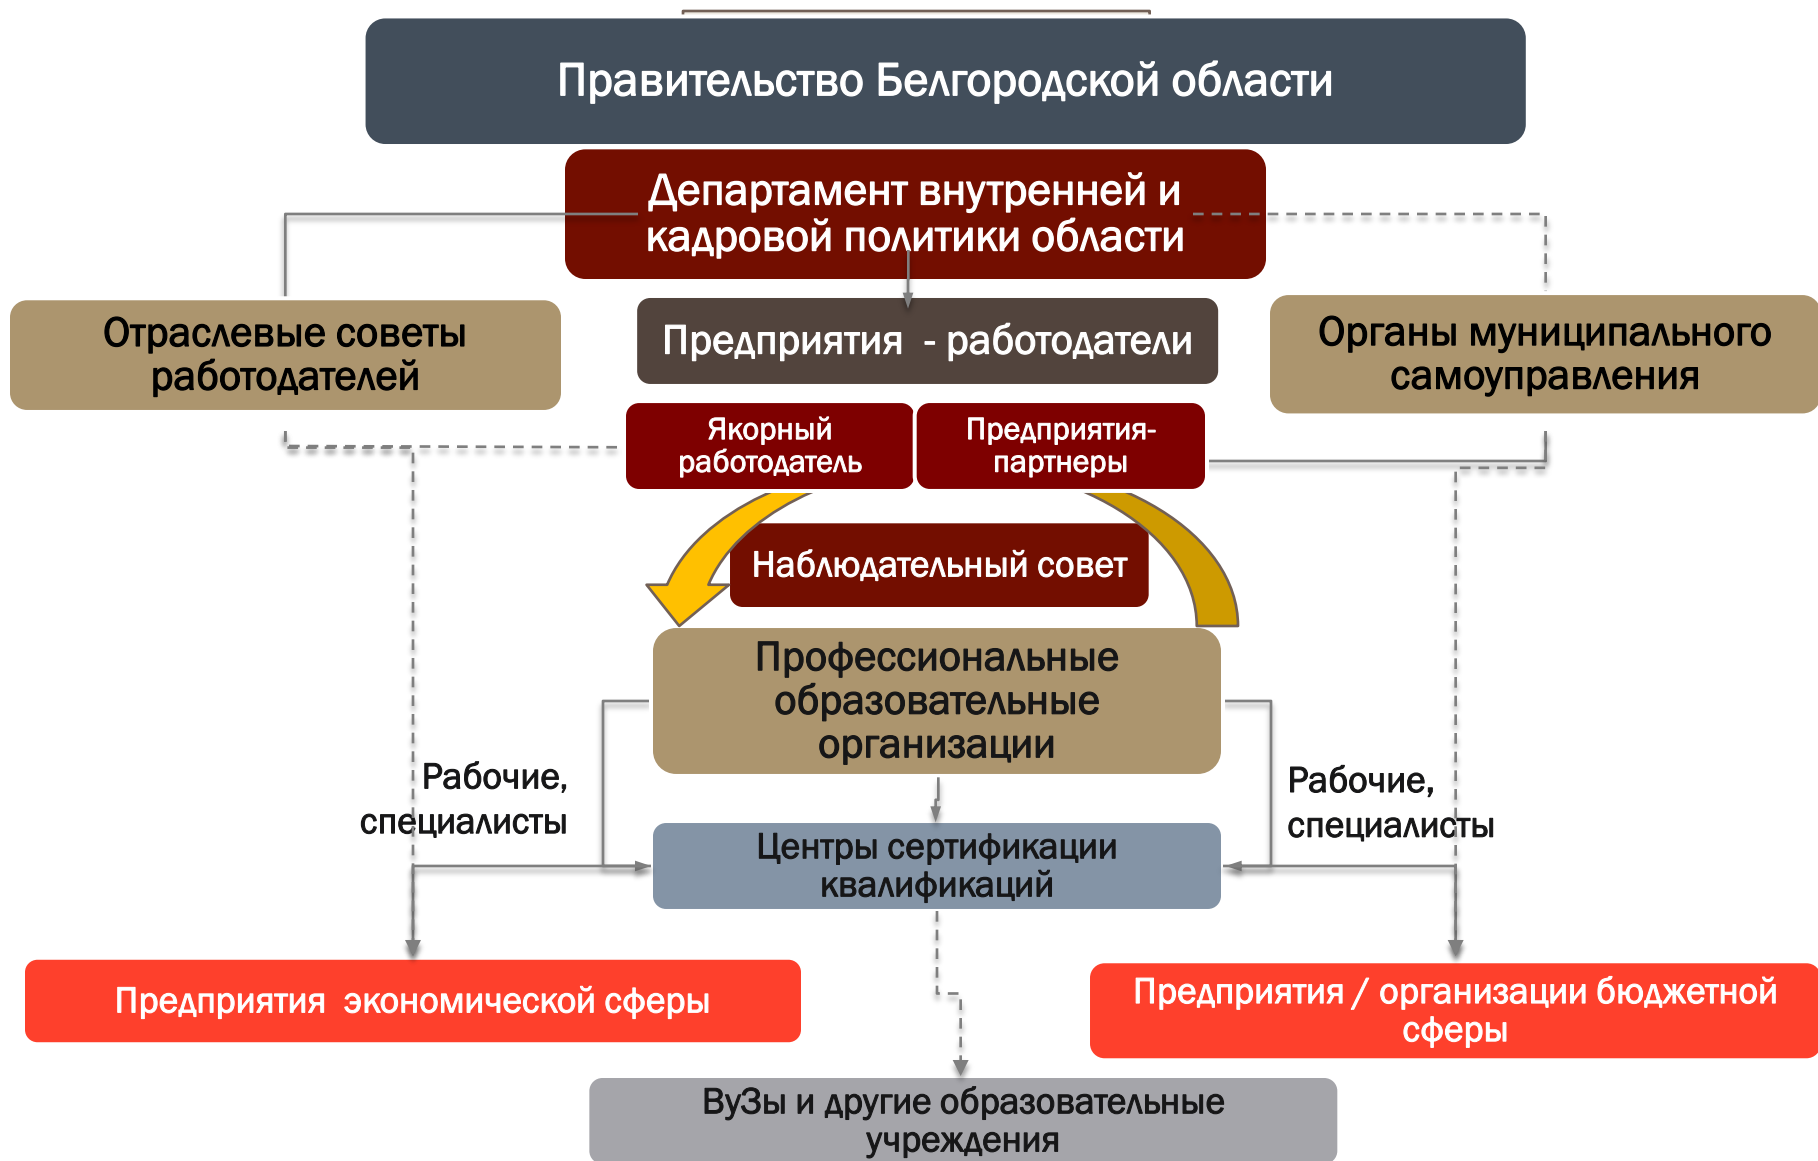 Правительство Белгородской области
Департамент внутренней и
кадровой политики области
Отраслевые советы
работодателей
Предприятия - работодатели
Органы муниципального
самоуправления
Якорный
работодатель
Предприятия-
партнеры
Наблюдательный совет
Профессиональные
образовательные
организации
Рабочие,
специалисты
Рабочие,
специалисты
Центры сертификации
квалификаций
Предприятия экономической сферы
Предприятия / организации бюджетной
сферы
ВуЗы и другие образовательные
учреждения